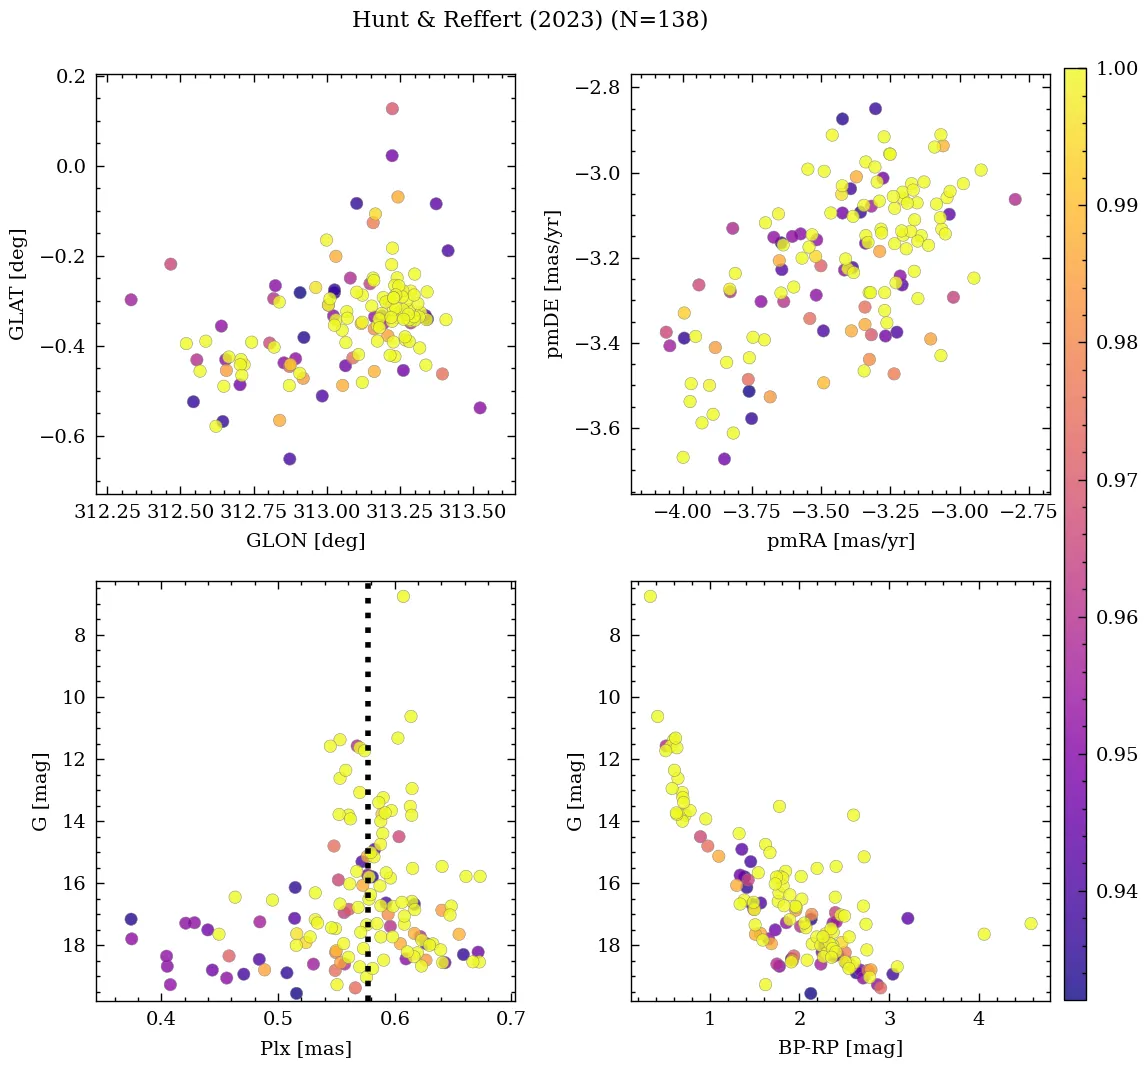 Hunt & Reffert (2023) (N=138)
0.2
0.0
−0.2
−0.4
−0.6
GLAT [deg]
312.25 312.50 312.75 313.00 313.25 313.50
GLON [deg]
−2.8
−3.0
−3.2
−3.4
−3.6
pmDE [mas/yr]
−4.00 −3.75 −3.50 −3.25 −3.00 −2.75
pmRA [mas/yr]
1.00
0.99
0.98
0.97
0.96
0.95
0.94
8
10
12
14
16
18
G [mag]
0.4 0.5 0.6 0.7
Plx [mas]
8
10
12
14
16
18
G [mag]
1 2 3 4
BP-RP [mag]